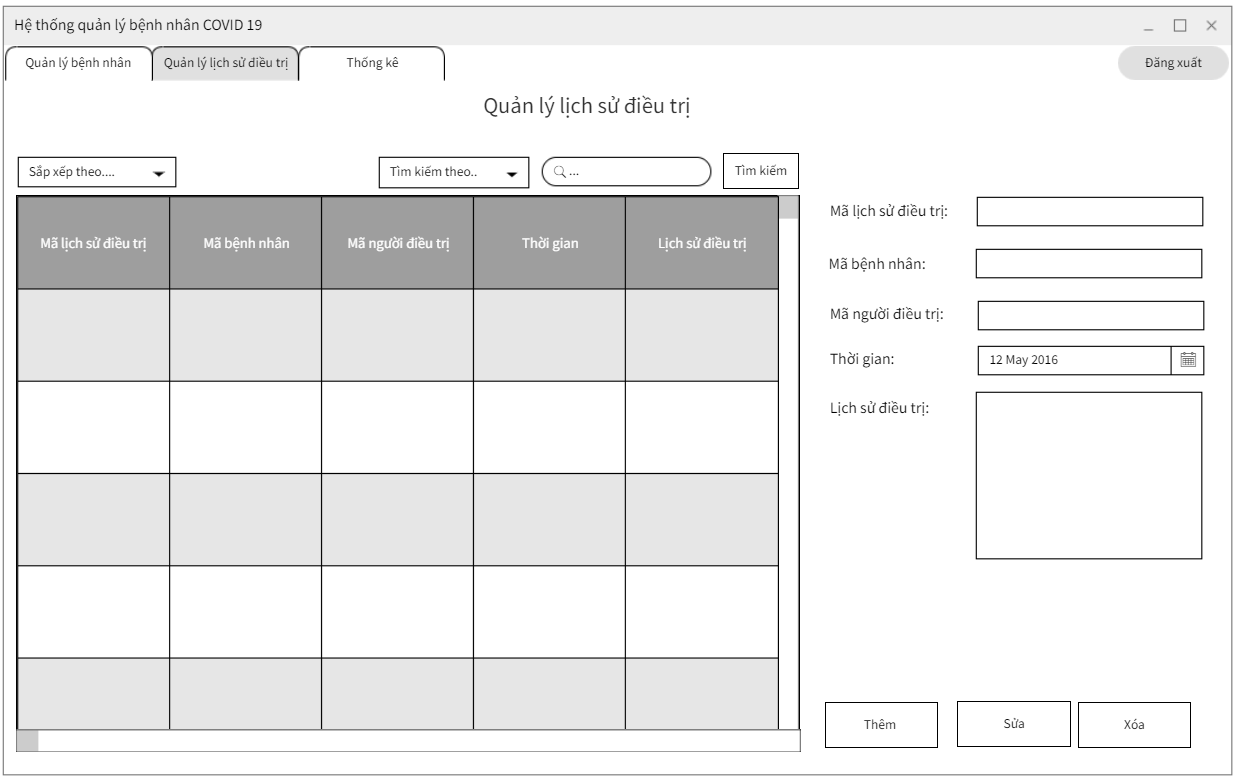 Hệ thống quản lý bệnh nhân COVID 19
Quản lý bệnh nhân
Quản lý lịch sử điều trị
Thống kê
Đăng xuất
Quản lý lịch sử điều trị
Sắp xếp theo....
Tìm kiếm theo..
...
Tìm kiếm
Mã lịch sử điều trị
Mã bệnh nhân
Mã người điều trị
Thời gian
Lịch sử điều trị
Mã lịch sử điều trị:
Mã bệnh nhân:
Mã người điều trị:
Thời gian:
12 May 2016
Lịch sử điều trị:
Thêm
Sửa
Xóa